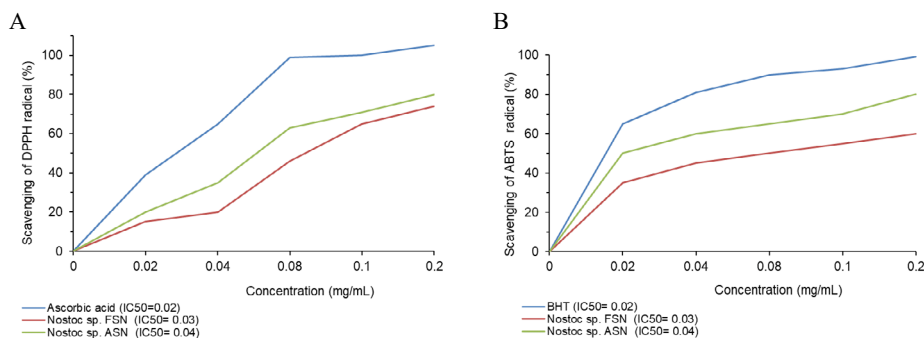 A
Scavenging of DPPH radical (%)
100
80
60
40
20
0
0 0.02 0.04 0.08 0.1 0.2
Concentration (mg/mL)
Ascorbic acid (IC50=0.02)
Nostoc sp. FSN (IC50= 0.03)
Nostoc sp. ASN (IC50= 0.04)
B
Scavenging of ABTS radical (%)
100
80
60
40
20
0
0 0.02 0.04 0.08 0.1 0.2
Concentration (mg/mL)
BHT (IC50= 0.02)
Nostoc sp. FSN (IC50= 0.03)
Nostoc sp. ASN (IC50= 0.04)